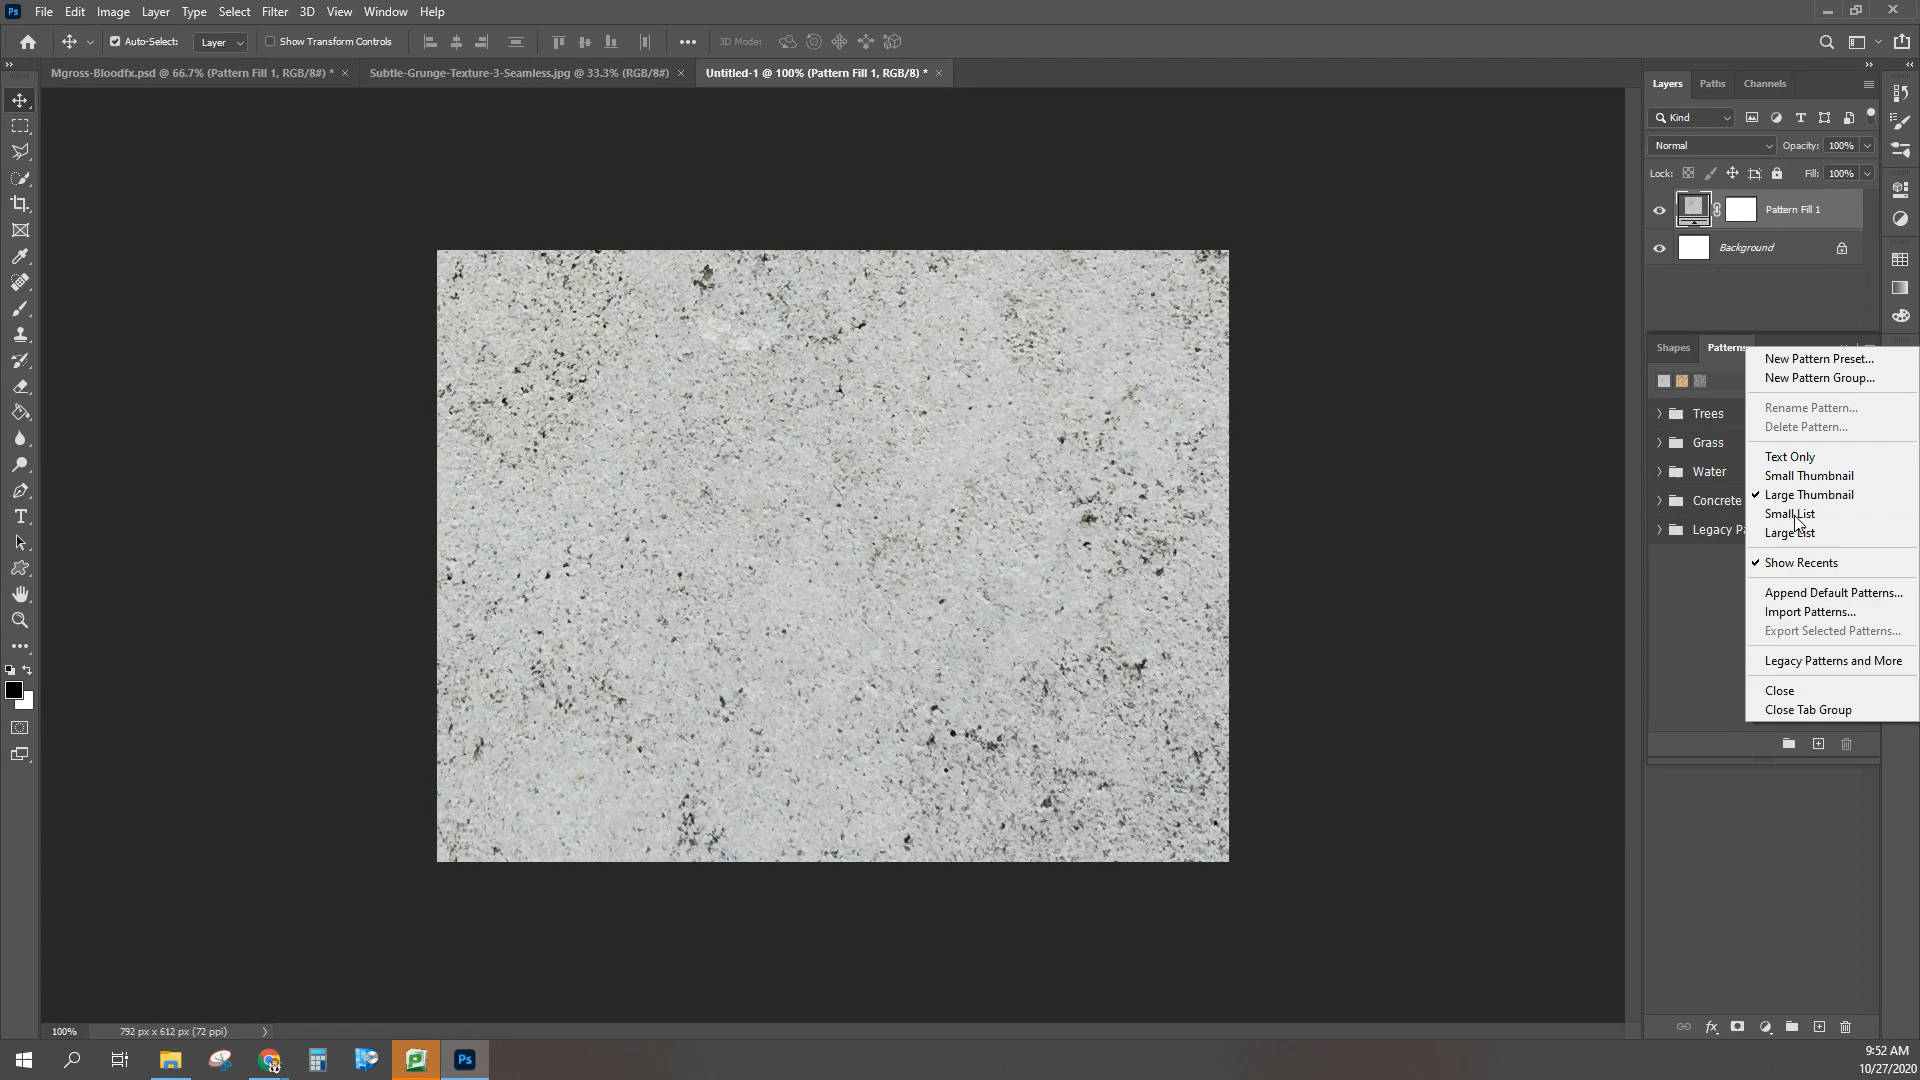 Ps File Edit Image Layer Type Select Filter 3D View Window Help
Auto-Select: Layer Show Transform Controls 3D Mode:
Mgross-Bloodfx.psd @ 66.7% (Pattern Fill 1, RGB/8#) * Subtle-Grunge-Texture-3-Seamless.jpg @ 33.3% (RGB/8#) Untitled-1 @ 100% (Pattern Fill 1, RGB/8) *
Layers Paths Channels
Kind
Normal Opacity: 100%
Lock: Fill: 100%
Pattern Fill 1
Background
Shapes Patterns
Trees
Grass
Water
Concrete
Legacy Pa
New Pattern Preset...
New Pattern Group...
Rename Pattern...
Delete Pattern...
Text Only
Small Thumbnail
Large Thumbnail
Small List
Large List
Show Recents
Append Default Patterns...
Import Patterns...
Export Selected Patterns...
Legacy Patterns and More
Close
Close Tab Group
100% 792 px x 612 px (72 ppi)
Ps
9:52 AM
10/27/2020